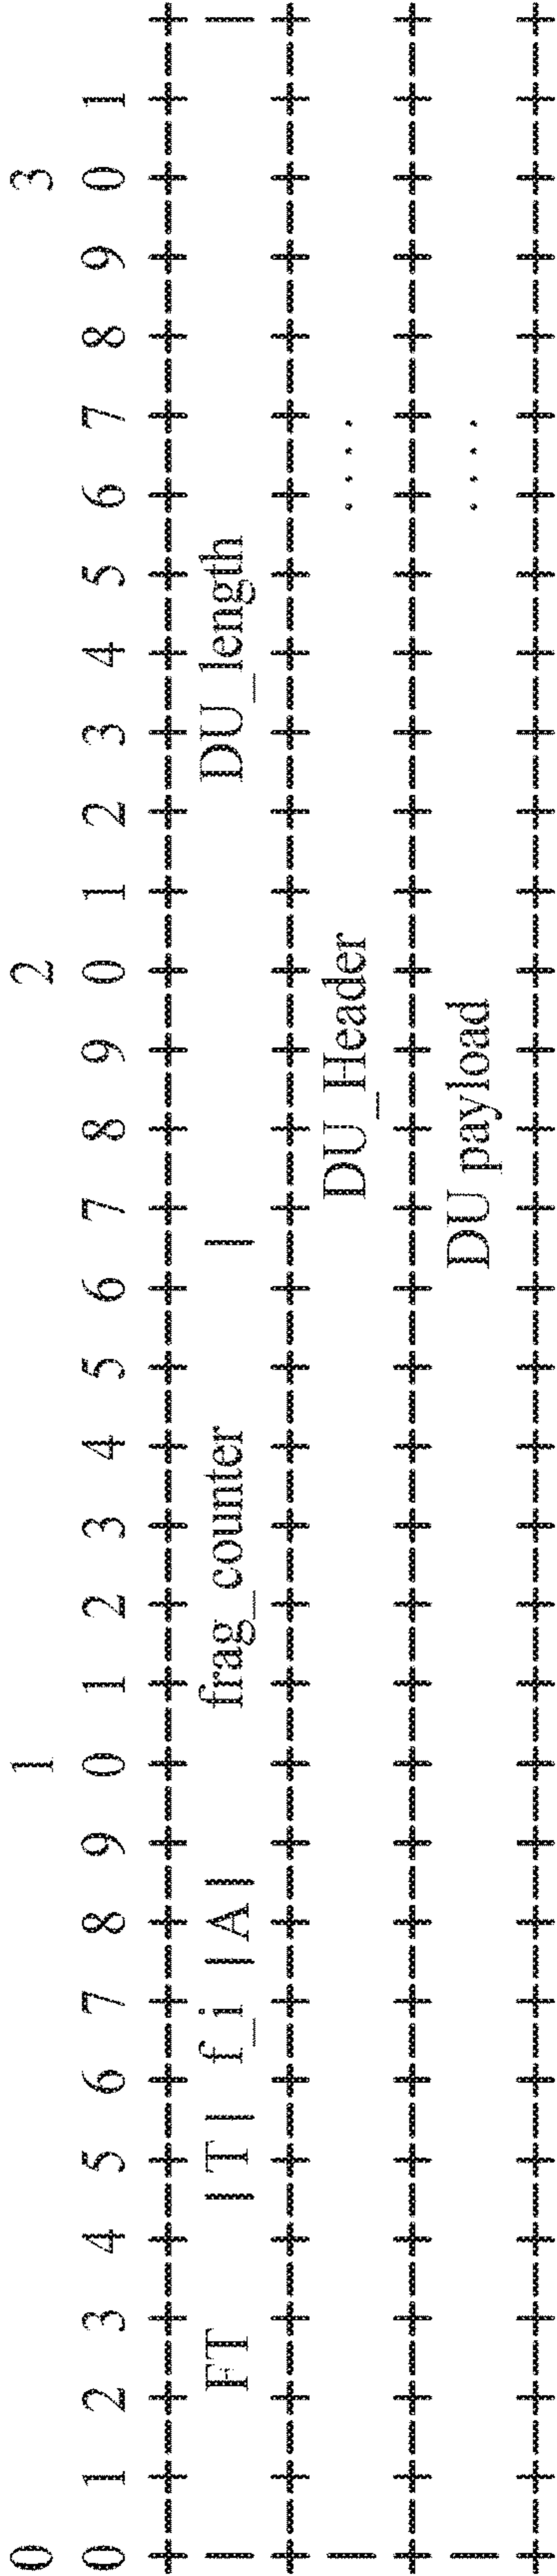 0 1 2 3
0 1 2 3 4 5 6 7 8 9 0 1 2 3 4 5 6 7 8 9 0 1 2 3 4 5 6 7 8 9 0 1
+-+-+-+-+-+-+-+-+-+-+-+-+-+-+-+-+-+-+-+-+-+-+-+-+-+-+-+-+-+-+-+-+
| FT |T| f_i |A| frag_counter | DU_length |
+-+-+-+-+-+-+-+-+-+-+-+-+-+-+-+-+-+-+-+-+-+-+-+-+-+-+-+-+-+-+-+-+
| DU_Header ....
+-+-+-+-+-+-+-+-+-+-+-+-+-+-+-+-+-+-+-+-+-+-+-+-+-+-+-+-+-+-+-+-+
| DU payload ....
+-+-+-+-+-+-+-+-+-+-+-+-+-+-+-+-+-+-+-+-+-+-+-+-+-+-+-+-+-+-+-+-+